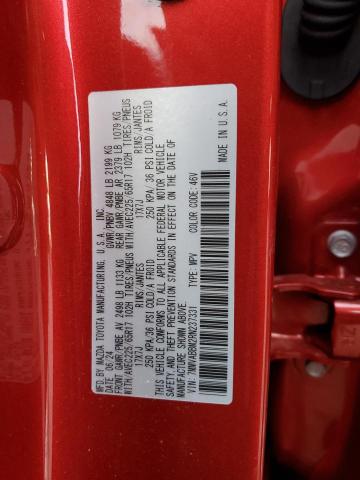 MFD. BY MAZDA TOYOTA MANUFACTURING, U.S.A., INC.
DATE: 06/24 GVWR/PNBV 4848 LB 2199 KG
FRONT GAWR/PNBE AV 2498 LB 1133 KG REAR GAWR/PNBE AR 2379 LB 1079 KG
WITH/AVEC225/65R17 102H TIRES/PNEUS WITH/AVEC225/65R17 102H TIRES/PNEUS
17X7J RIMS/JANTES 17X7J RIMS/JANTES
250 KPA/36 PSI COLD/A FROID 250 KPA/ 36 PSI COLD/A FROID
THIS VEHICLE CONFORMS TO ALL APPLICABLE FEDERAL MOTOR VEHICLE
SAFETY AND THEFT PREVENTION STANDARDS IN EFFECT ON THE DATE OF
MANUFACTURE SHOWN ABOVE.
VIN: TYPE: MPV COLOR CODE: 46V
MADE IN U.S.A.